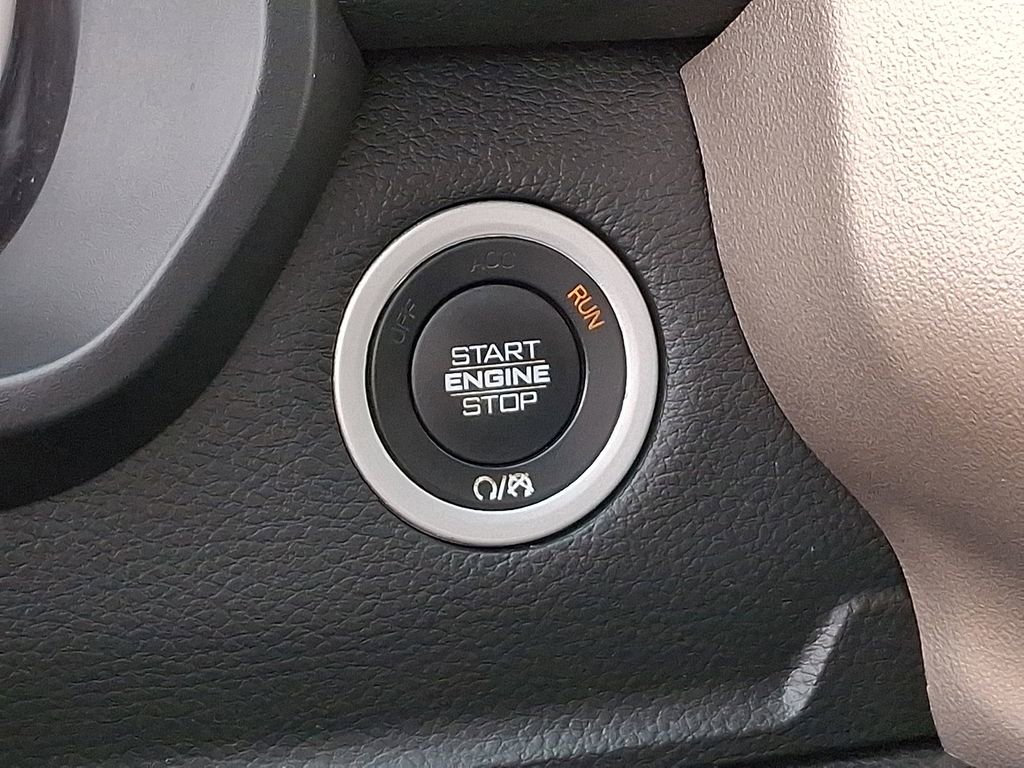 ACC
OFF
RUN
START
ENGINE
STOP